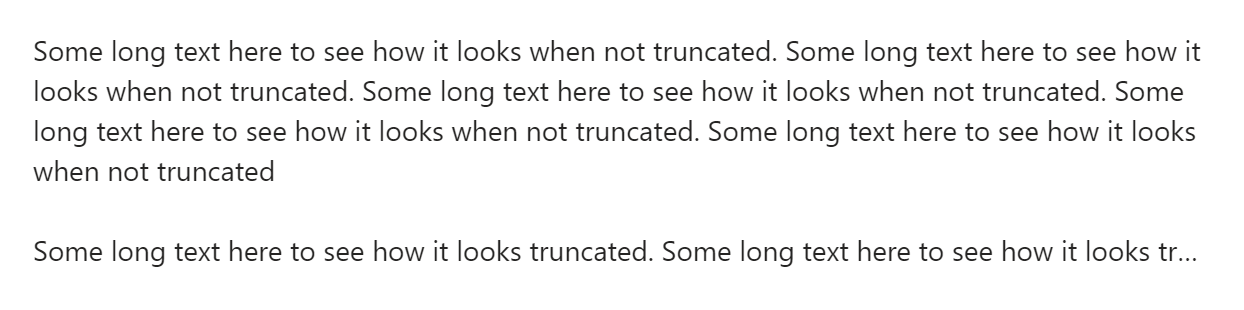 Some long text here to see how it looks when not truncated. Some long text here to see how it
looks when not truncated. Some long text here to see how it looks when not truncated. Some
long text here to see how it looks when not truncated. Some long text here to see how it looks
when not truncated
Some long text here to see how it looks truncated. Some long text here to see how it looks tr...